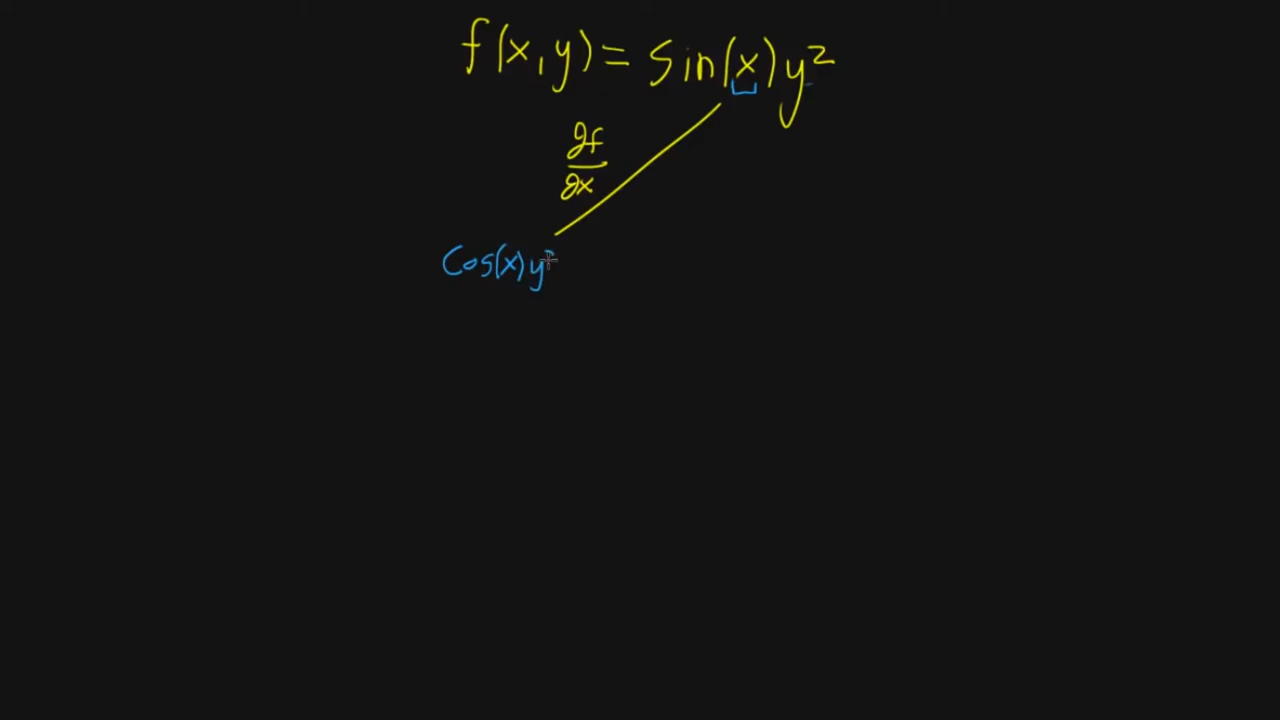 f(x,y) = sin(x)y²
∂f/∂x
Cos(x)y²